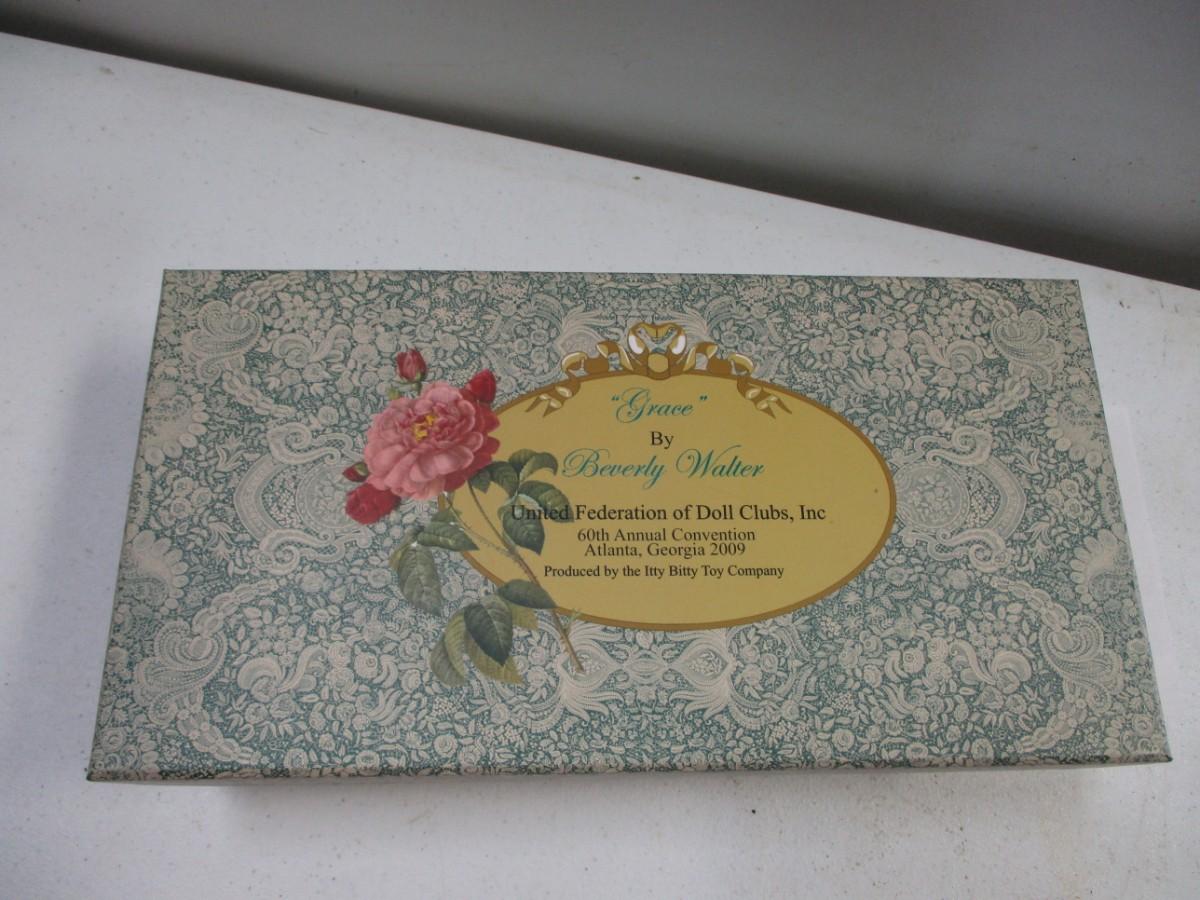 "Grace"
By
Beverly Walter
United Federation of Doll Clubs, Inc
60th Annual Convention
Atlanta, Georgia 2009
Produced by the Itty Bitty Toy Company